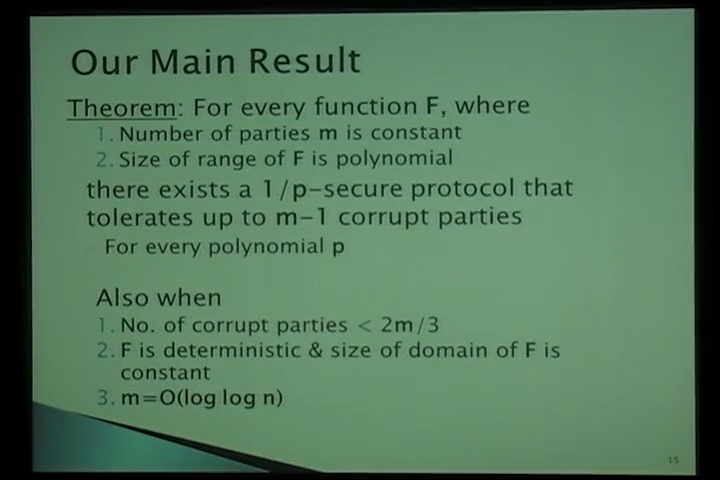 Our Main Result
Theorem: For every function F, where
1. Number of parties m is constant
2. Size of range of F is polynomial
there exists a 1/p-secure protocol that
tolerates up to m-1 corrupt parties
For every polynomial p
Also when
1. No. of corrupt parties < 2m/3
2. F is deterministic & size of domain of F is
constant
3. m=O(log log n)
15